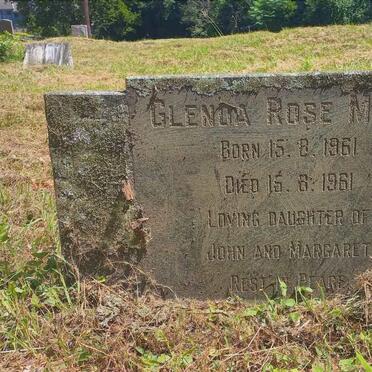 GLENDA ROSE M
BORN 15. 8. 1961
DIED 15. 8. 1961
LOVING DAUGHTER OF
JOHN AND MARGARET
REST IN PEACE